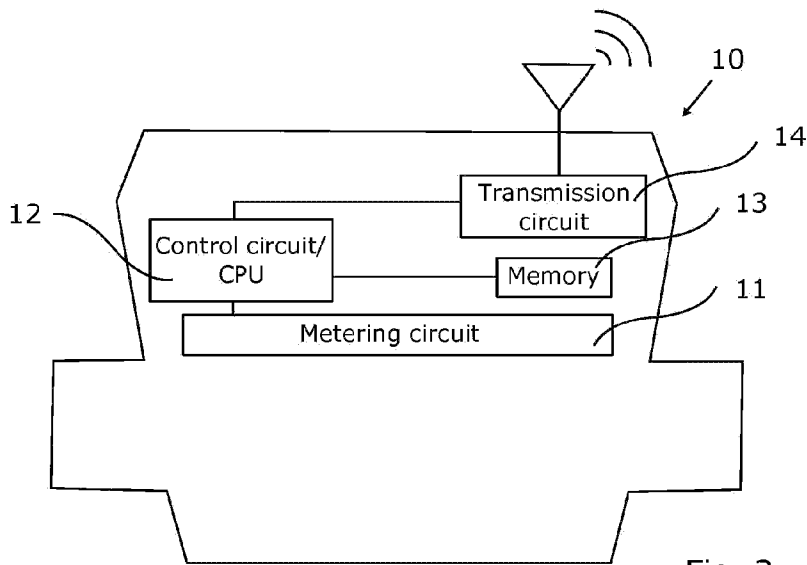 10
14
Transmission
circuit
12
13
Control circuit/
CPU
Memory
11
Metering circuit